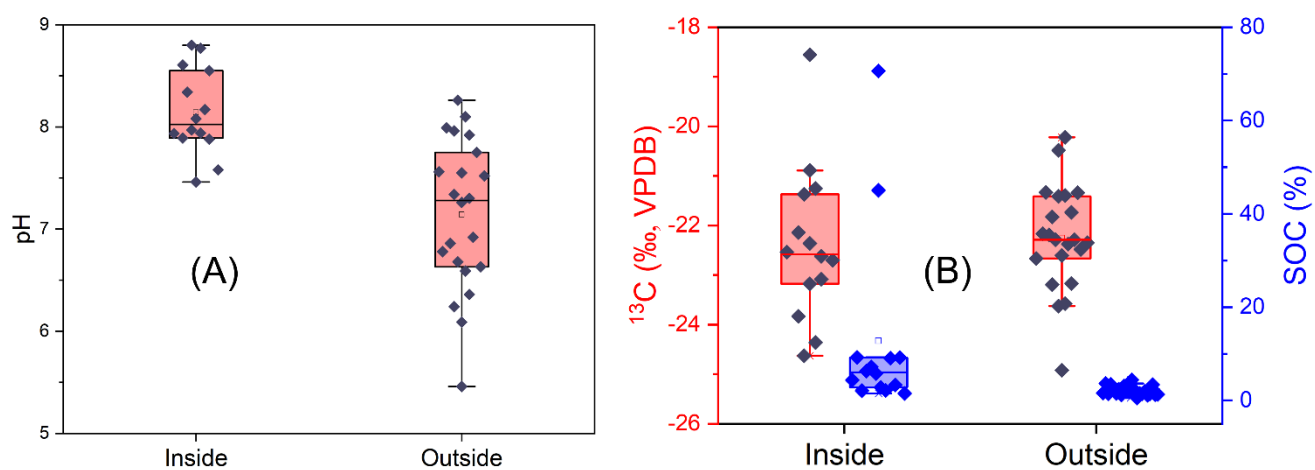 9
8
7
6
5
pH
(A)
Inside
Outside
-18
-20
-22
-24
-26
¹³C (‰, VPDB)
(B)
80
60
40
20
0
SOC (%)
Inside
Outside